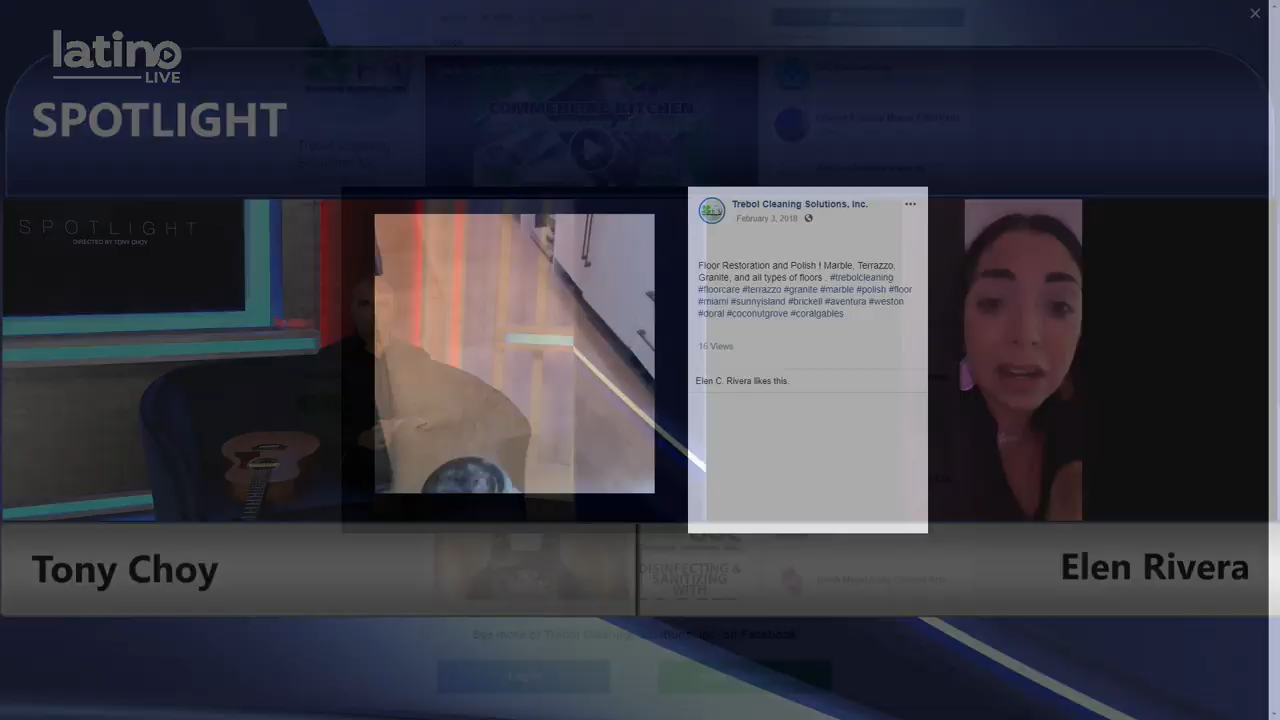 latino
LIVE
SPOTLIGHT
COMMERCIAL KITCHEN
SPOTLIGHT
DIRECTED BY TONY CHOY
Trebol Cleaning Solutions, Inc.
February 3, 2018
Floor Restoration and Polish ! Marble, Terrazzo,
Granite, and all types of floors . #trebolcleaning
#floorcare #terrazzo #granite #marble #polish #floor
#miami #sunnyisland #brickell #aventura #weston
#doral #coconutgrove #coralgables
16 Views
Elen C. Rivera likes this.
Tony Choy
Elen Rivera
DISINFECTING &
SANITIZING
WITH